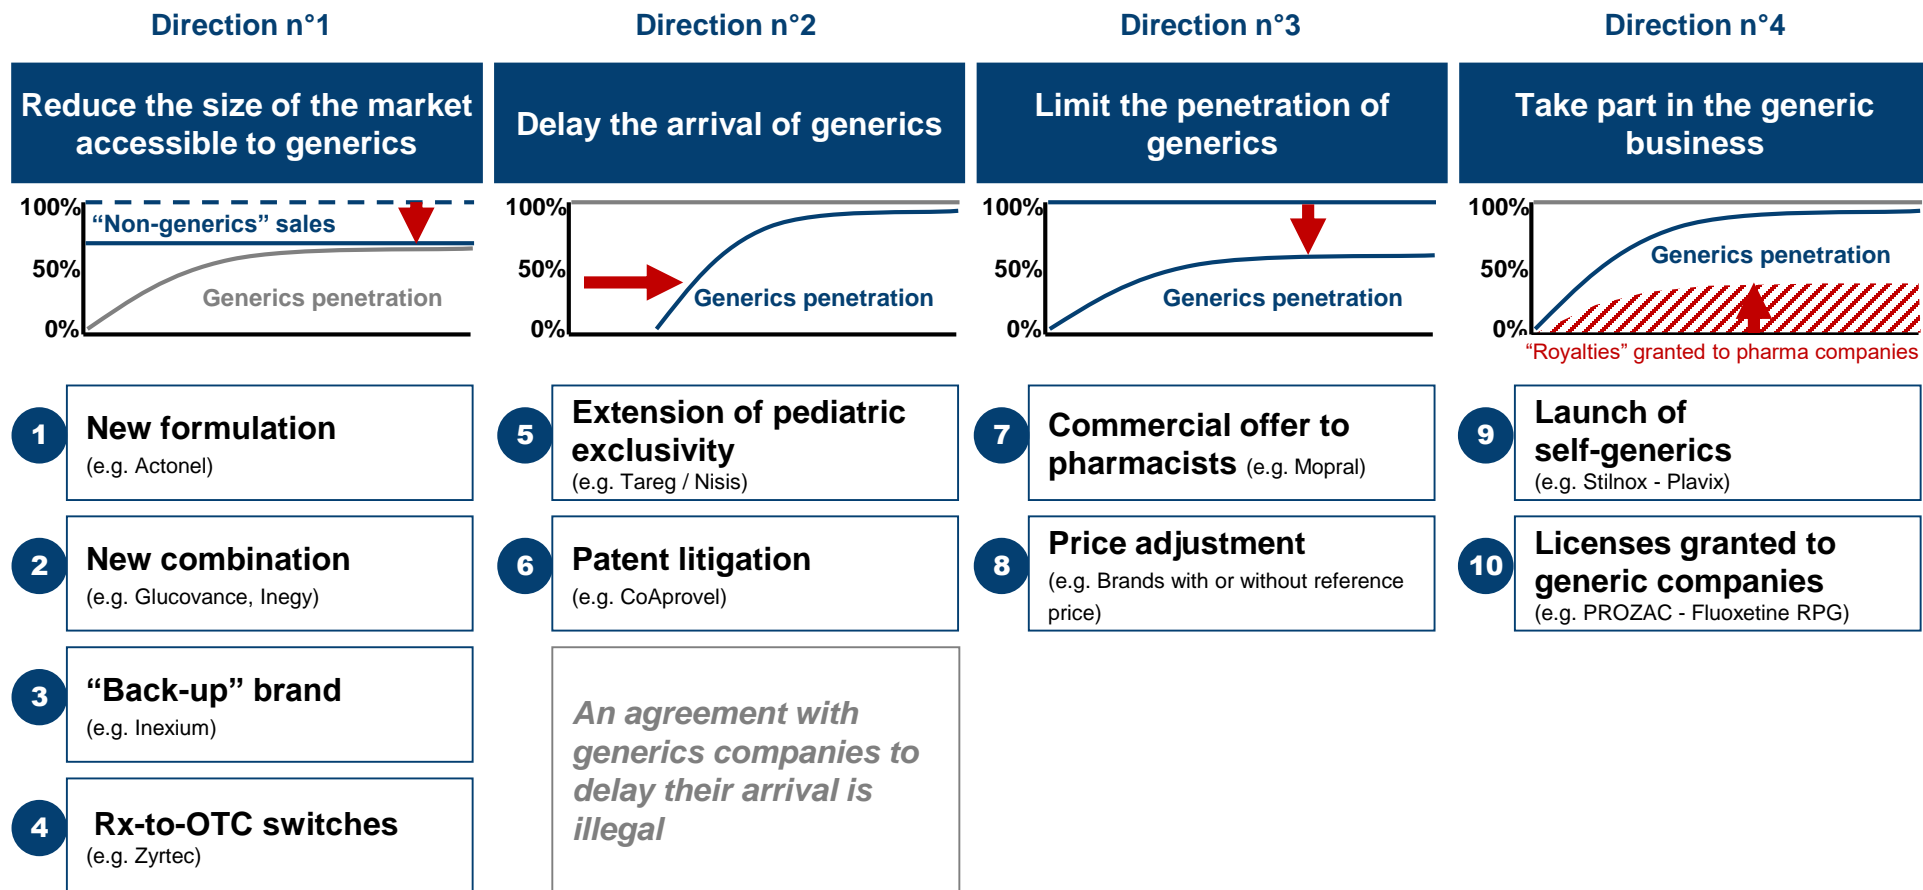 Direction n°1
Reduce the size of the market
accessible to generics
100%
“Non-generics” sales
50%
Generics penetration
0%
1
New formulation
(e.g. Actonel)
2
New combination
(e.g. Glucovance, Inegy)
3
“Back-up” brand
(e.g. Inexium)
4
Rx-to-OTC switches
(e.g. Zyrtec)
Direction n°2
Delay the arrival of generics
100%
50%
Generics penetration
0%
5
Extension of pediatric
exclusivity
(e.g. Tareg / Nisis)
6
Patent litigation
(e.g. CoAprovel)
An agreement with
generics companies to
delay their arrival is
illegal
Direction n°3
Limit the penetration of
generics
100%
50%
Generics penetration
0%
7
Commercial offer to
pharmacists (e.g. Mopral)
8
Price adjustment
(e.g. Brands with or without reference
price)
Direction n°4
Take part in the generic
business
100%
Generics penetration
50%
0%
“Royalties” granted to pharma companies
9
Launch of
self-generics
(e.g. Stilnox - Plavix)
10
Licenses granted to
generic companies
(e.g. PROZAC - Fluoxetine RPG)